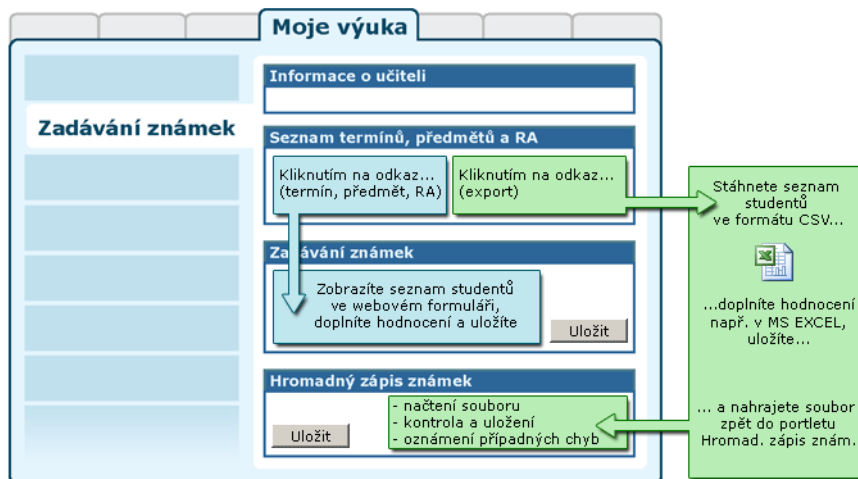 Moje výuka
Zadávání známek
Informace o učiteli
Seznam termínů, předmětů a RA
Kliknutím na odkaz...
(termín, předmět, RA)
Kliknutím na odkaz...
(export)
Stáhnete seznam
studentů
ve formátu CSV...
...doplníte hodnocení
např. v MS EXCEL,
uložíte...
... a nahrajete soubor
zpět do portletu
Hromad. zápis znám.
Zadávání známek
Zobrazíte seznam studentů
ve webovém formuláři,
doplníte hodnocení a uložíte
Uložit
Hromadný zápis známek
Uložit
- načtení souboru
- kontrola a uložení
- oznámení případných chyb